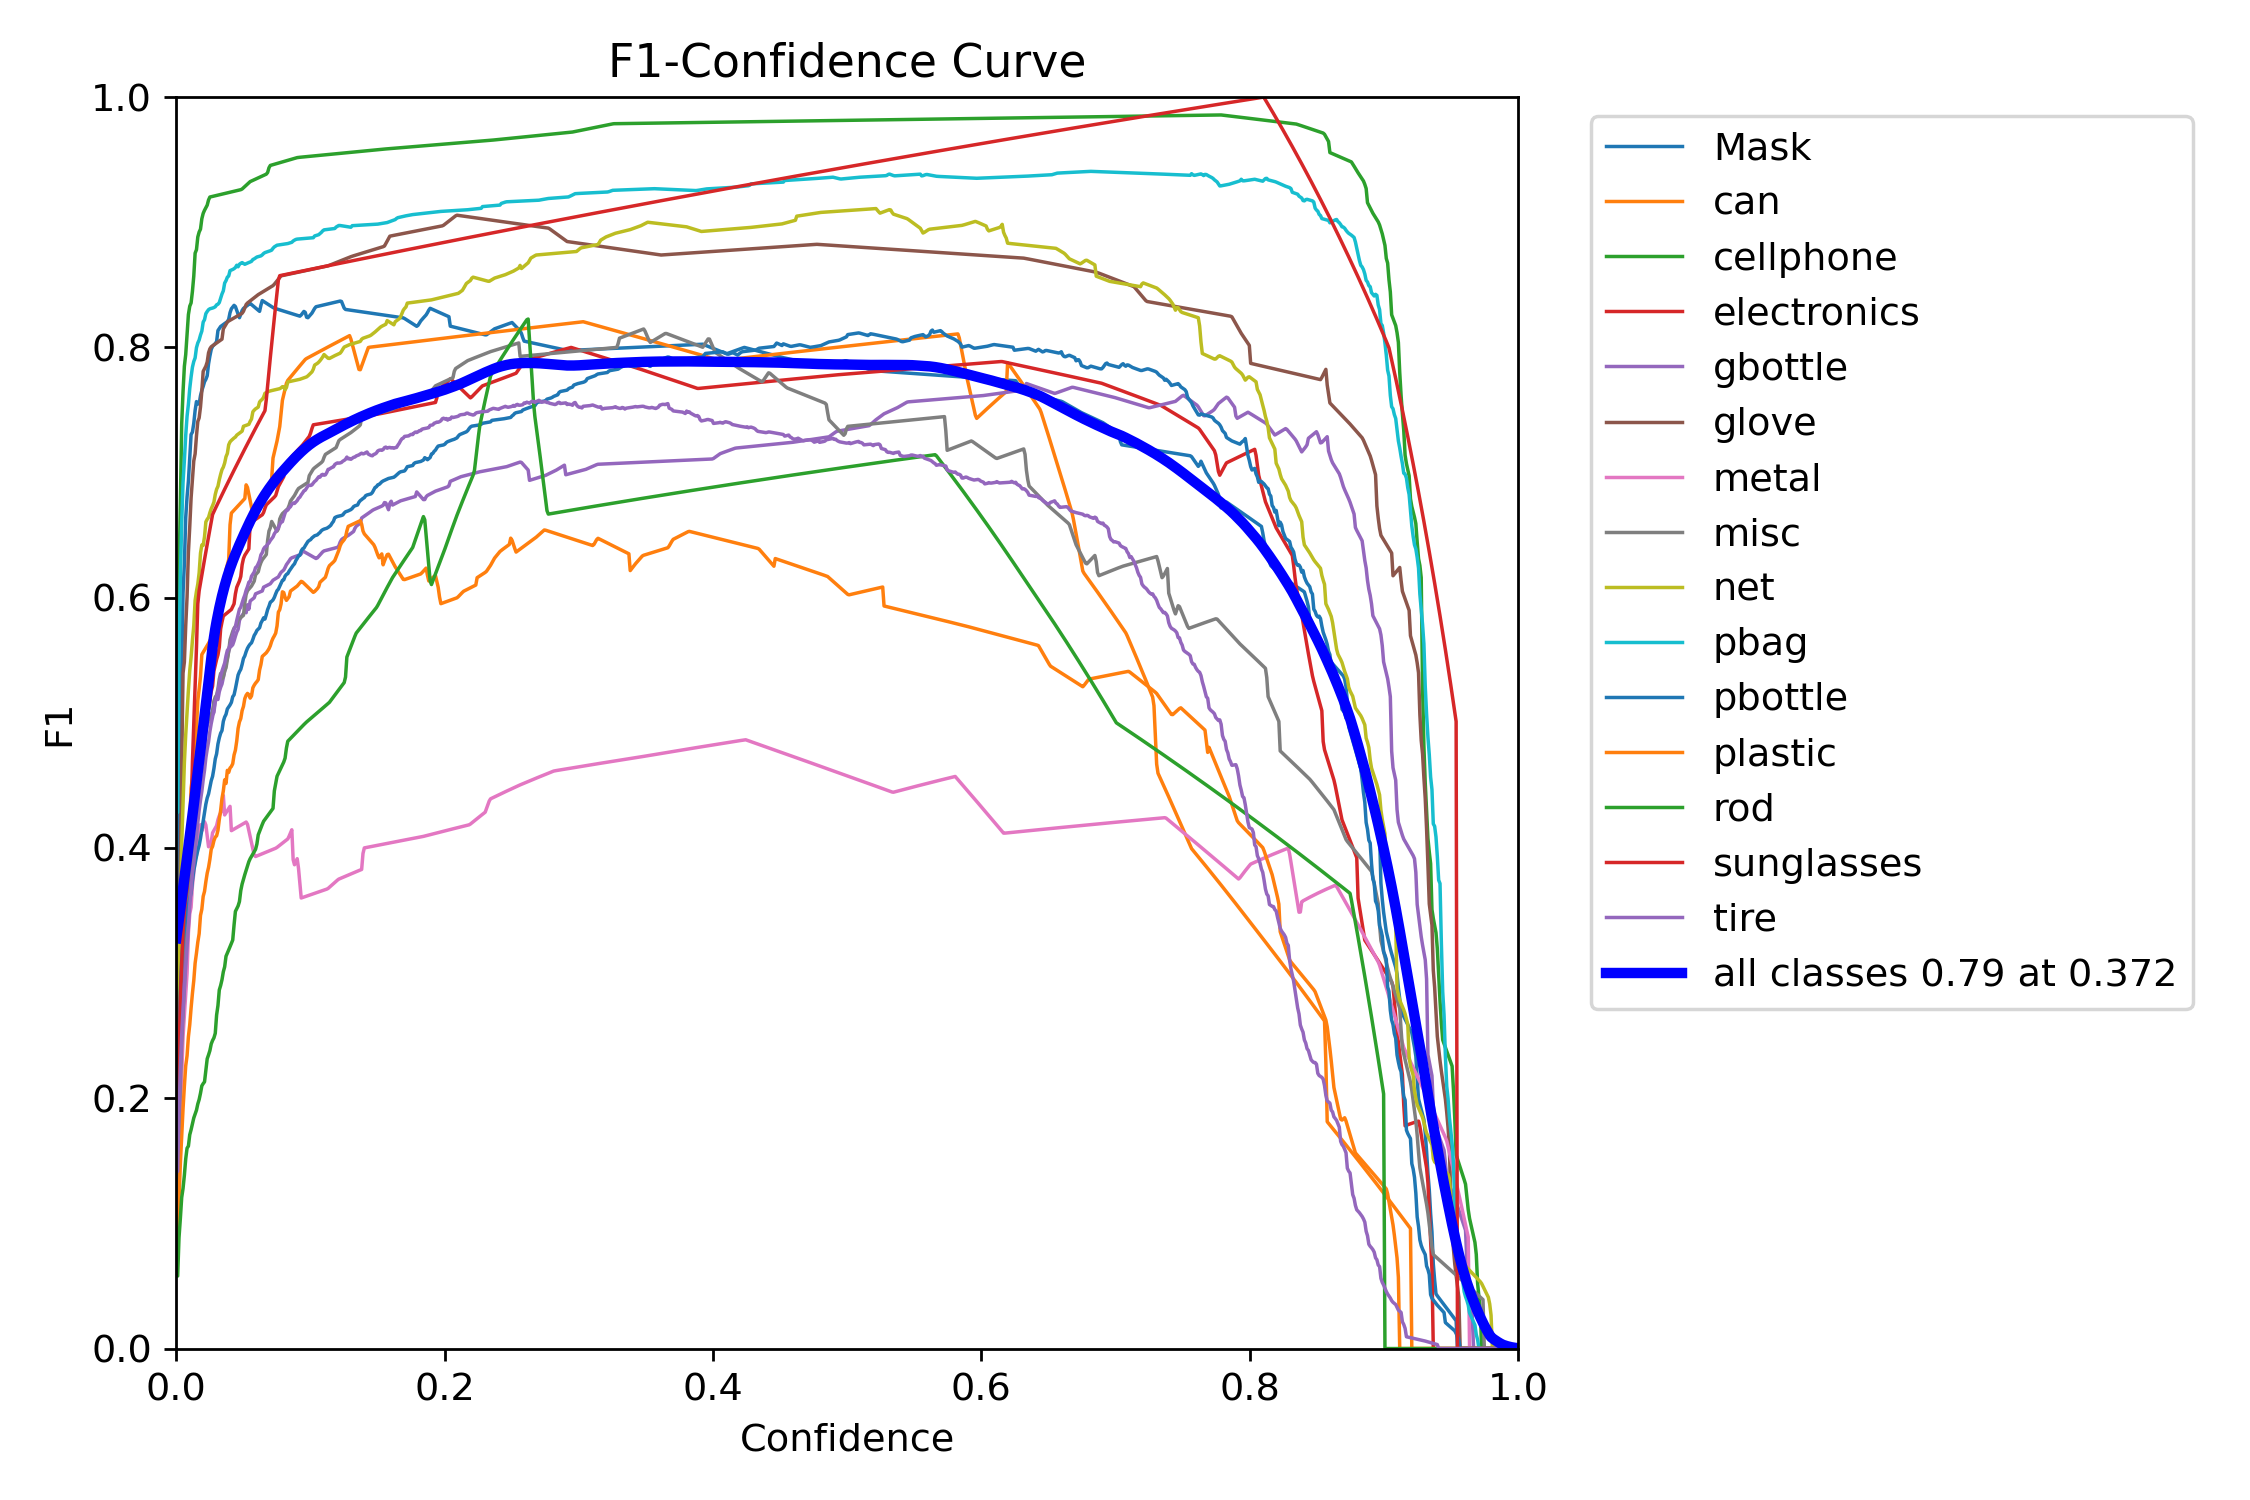 F1-Confidence Curve
1.0
0.8
0.6
0.4
0.2
0.0
F1
0.0 0.2 0.4 0.6 0.8 1.0
Confidence
Mask
can
cellphone
electronics
gbottle
glove
metal
misc
net
pbag
pbottle
plastic
rod
sunglasses
tire
all classes 0.79 at 0.372